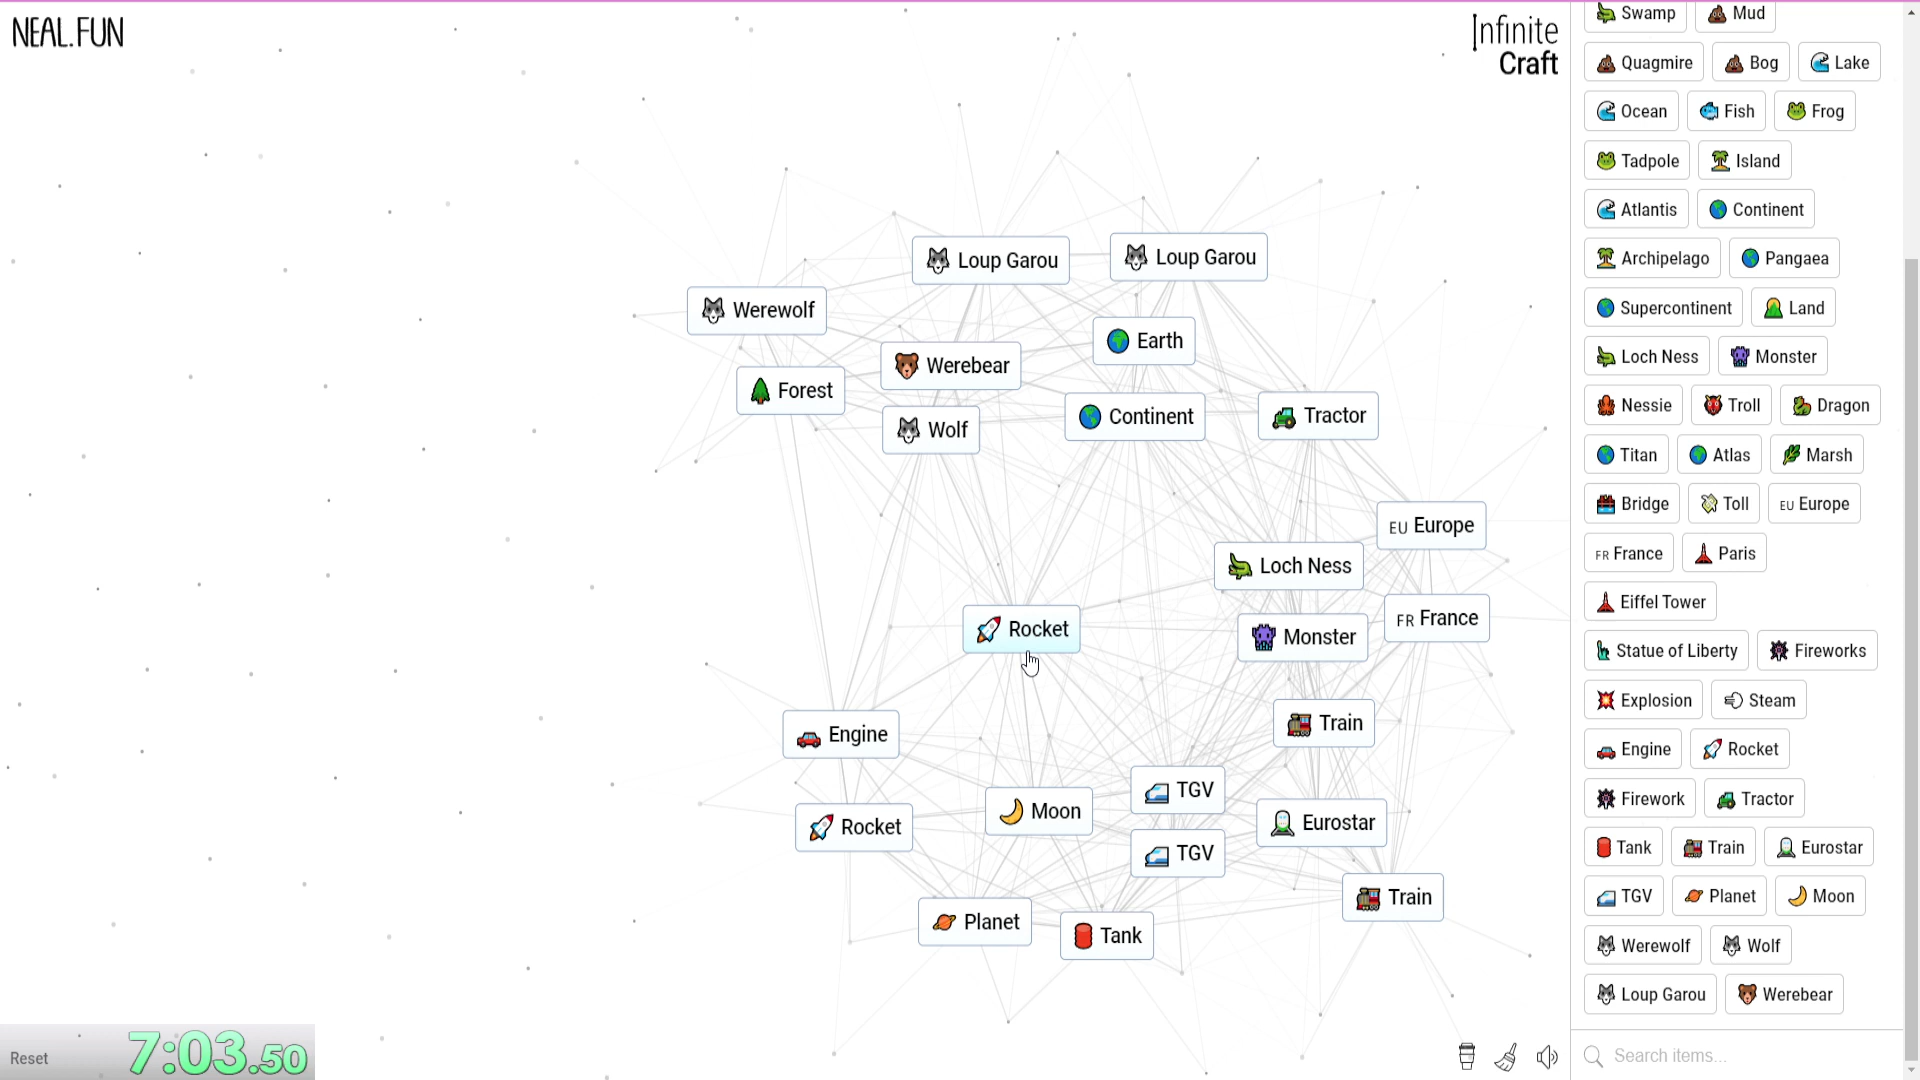 NEAL.FUN
Infinite
Craft
Loup Garou
Loup Garou
Werewolf
Earth
Werebear
Forest
Wolf
Continent
Tractor
EU Europe
Loch Ness
FR France
Rocket
Monster
Train
Engine
TGV
Moon
Eurostar
Rocket
TGV
Train
Planet
Tank
Swamp Mud
Quagmire Bog Lake
Ocean Fish Frog
Tadpole Island
Atlantis Continent
Archipelago Pangaea
Supercontinent Land
Loch Ness Monster
Nessie Troll Dragon
Titan Atlas Marsh
Bridge Toll EU Europe
FR France Paris
Eiffel Tower
Statue of Liberty Fireworks
Explosion Steam
Engine Rocket
Firework Tractor
Tank Train Eurostar
TGV Planet Moon
Werewolf Wolf
Loup Garou Werebear
Search items...
Reset 7:03.50